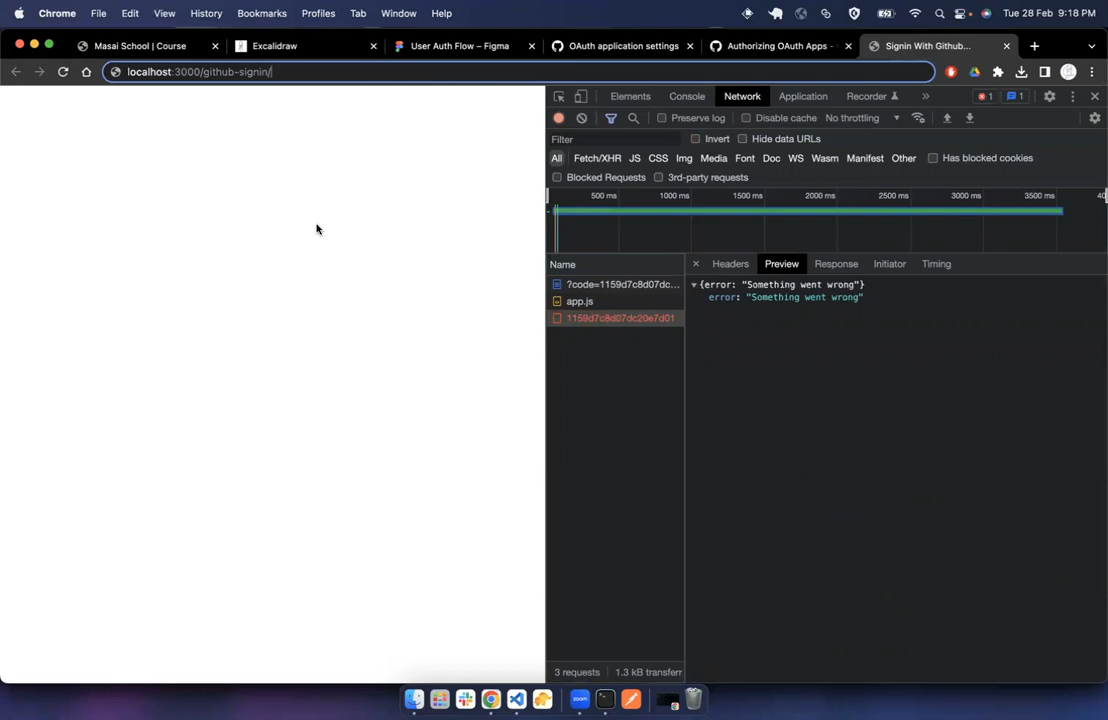 Chrome File Edit View History Bookmarks Profiles Tab Window Help Tue 28 Feb 9:18 PM
Masai School | Course Excalidraw User Auth Flow – Figma OAuth application settings Authorizing OAuth Apps - Signin With Github...
localhost:3000/github-signin/
Elements Console Network Application Recorder 1 1
Preserve log Disable cache No throttling
Filter Invert Hide data URLs
All Fetch/XHR JS CSS Img Media Font Doc WS Wasm Manifest Other Has blocked cookies
Blocked Requests 3rd-party requests
500 ms 1000 ms 1500 ms 2000 ms 2500 ms 3000 ms 3500 ms 40
Name Headers Preview Response Initiator Timing
?code=1159d7c8d07dc...
app.js
1159d7c8d07dc20e7d01
{error: "Something went wrong"}
error: "Something went wrong"
3 requests 1.3 kB transferr
zoom